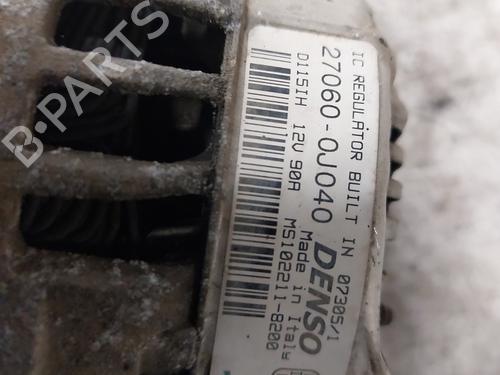 IC REGULATOR BUILT IN 07305/1
27060-0J040 DENSO
D115IH 12V 90A Made in Italy
MS102211-8200
B-PARTS